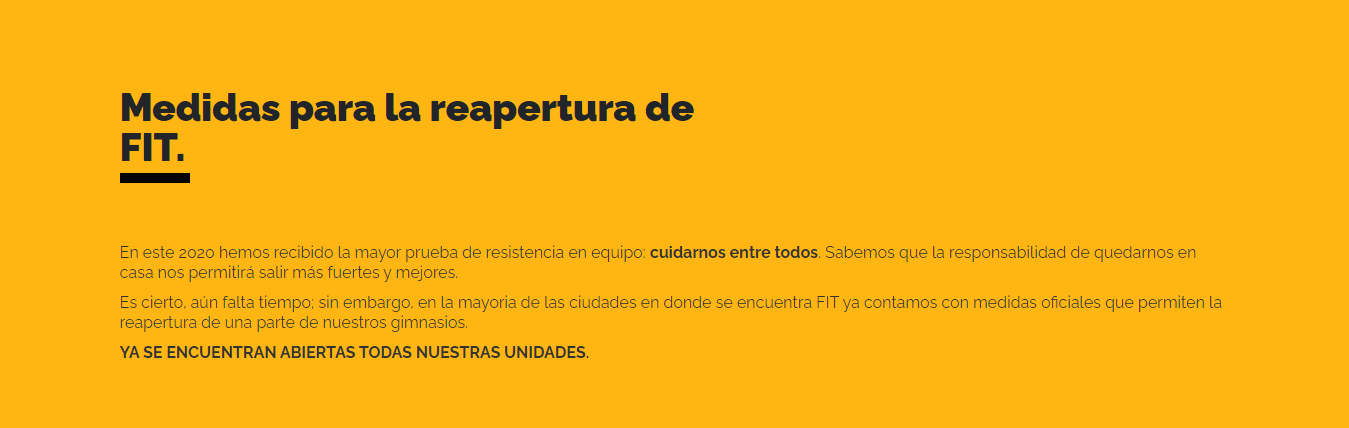 Medidas para la reapertura de
FIT.
En este 2020 hemos recibido la mayor prueba de resistencia en equipo: cuidarnos entre todos. Sabemos que la responsabilidad de quedarnos en
casa nos permitirá salir más fuertes y mejores.
Es cierto, aún falta tiempo; sin embargo, en la mayoria de las ciudades en donde se encuentra FIT ya contamos con medidas oficiales que permiten la
reapertura de una parte de nuestros gimnasios.
YA SE ENCUENTRAN ABIERTAS TODAS NUESTRAS UNIDADES.